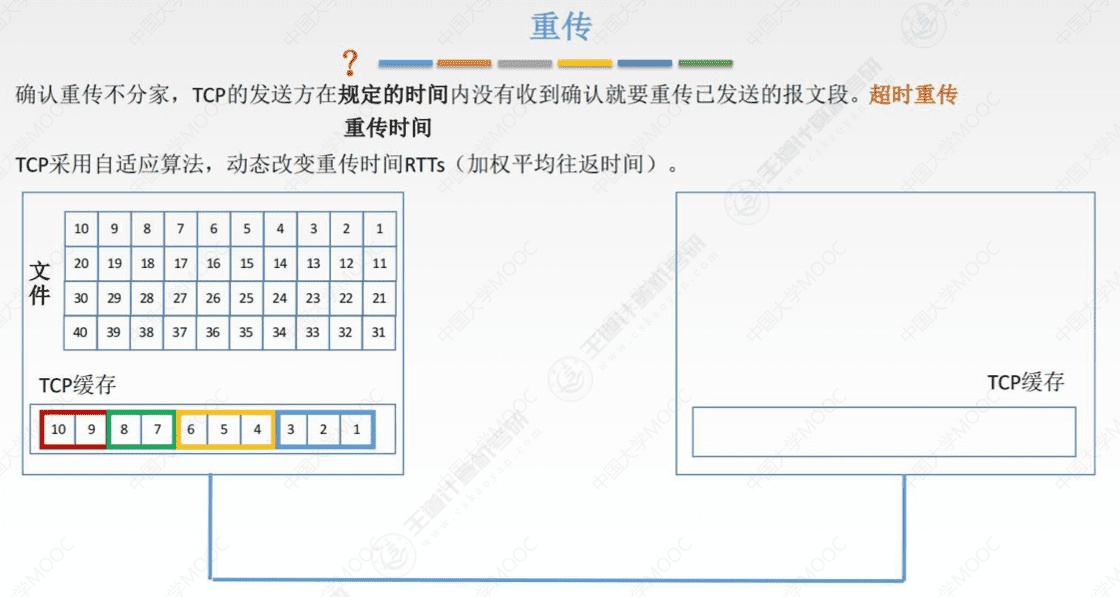 重传
?
确认重传不分家，TCP的发送方在规定的时间内没有收到确认就要重传已发送的报文段。超时重传
重传时间
TCP采用自适应算法，动态改变重传时间RTTs（加权平均往返时间）。
文件
10 9 8 7 6 5 4 3 2 1
20 19 18 17 16 15 14 13 12 11
30 29 28 27 26 25 24 23 22 21
40 39 38 37 36 35 34 33 32 31
TCP缓存
10 9 8 7 6 5 4 3 2 1
TCP缓存
中国大学MOOC
王道计算机考研
www.cskaoyan.com